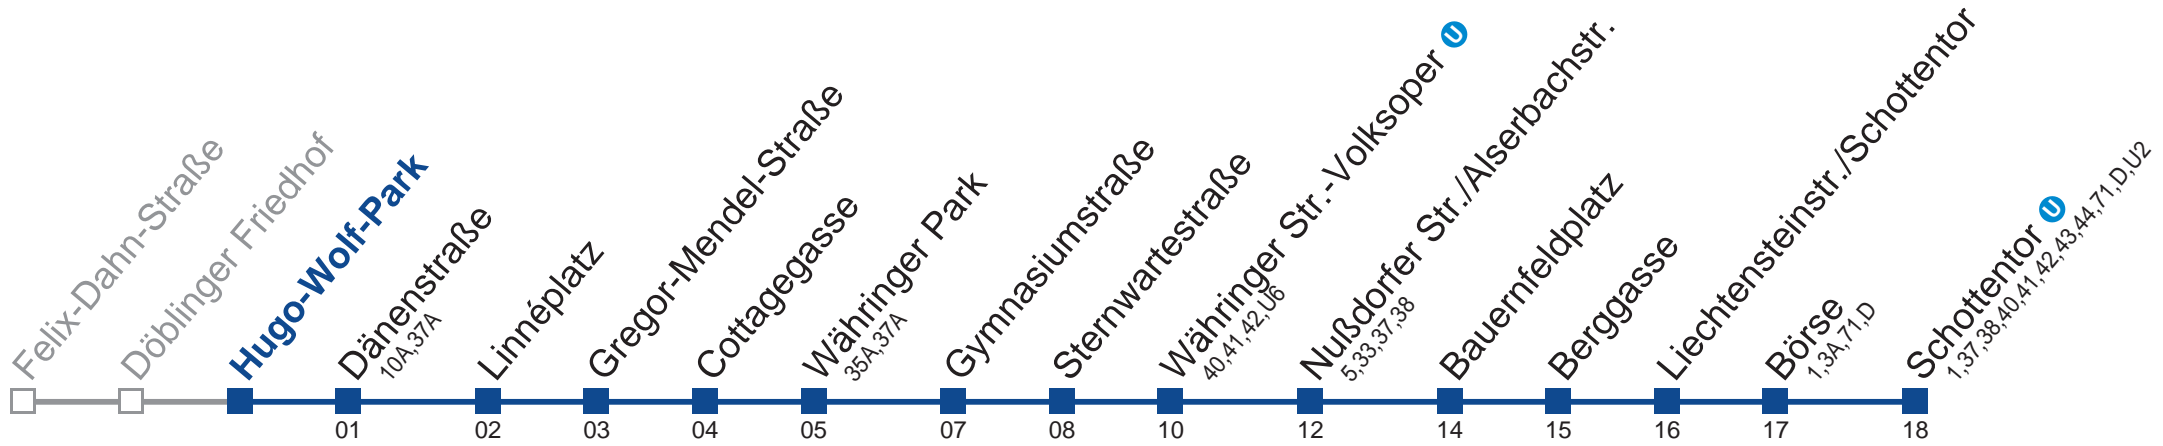 Felix-Dahn-Straße
Döblinger Friedhof
Hugo-Wolf-Park
Dänenstraße
10A,37A
Linnéplatz
Gregor-Mendel-Straße
Cottagegasse
Währinger Park
35A,37A
Gymnasiumstraße
Sternwartestraße
Währinger Str.-Volksoper U
40,41,42,U6
Nußdorfer Str./Alserbachstr.
5,33,37,38
Bauernfeldplatz
Berggasse
Liechtensteinstr./Schottentor
Börse
1,3A,71,D
Schottentor U
1,37,38,40,41,42,43,44,71,D,U2
01 02 03 04 05 07 08 10 12 14 15 16 17 18